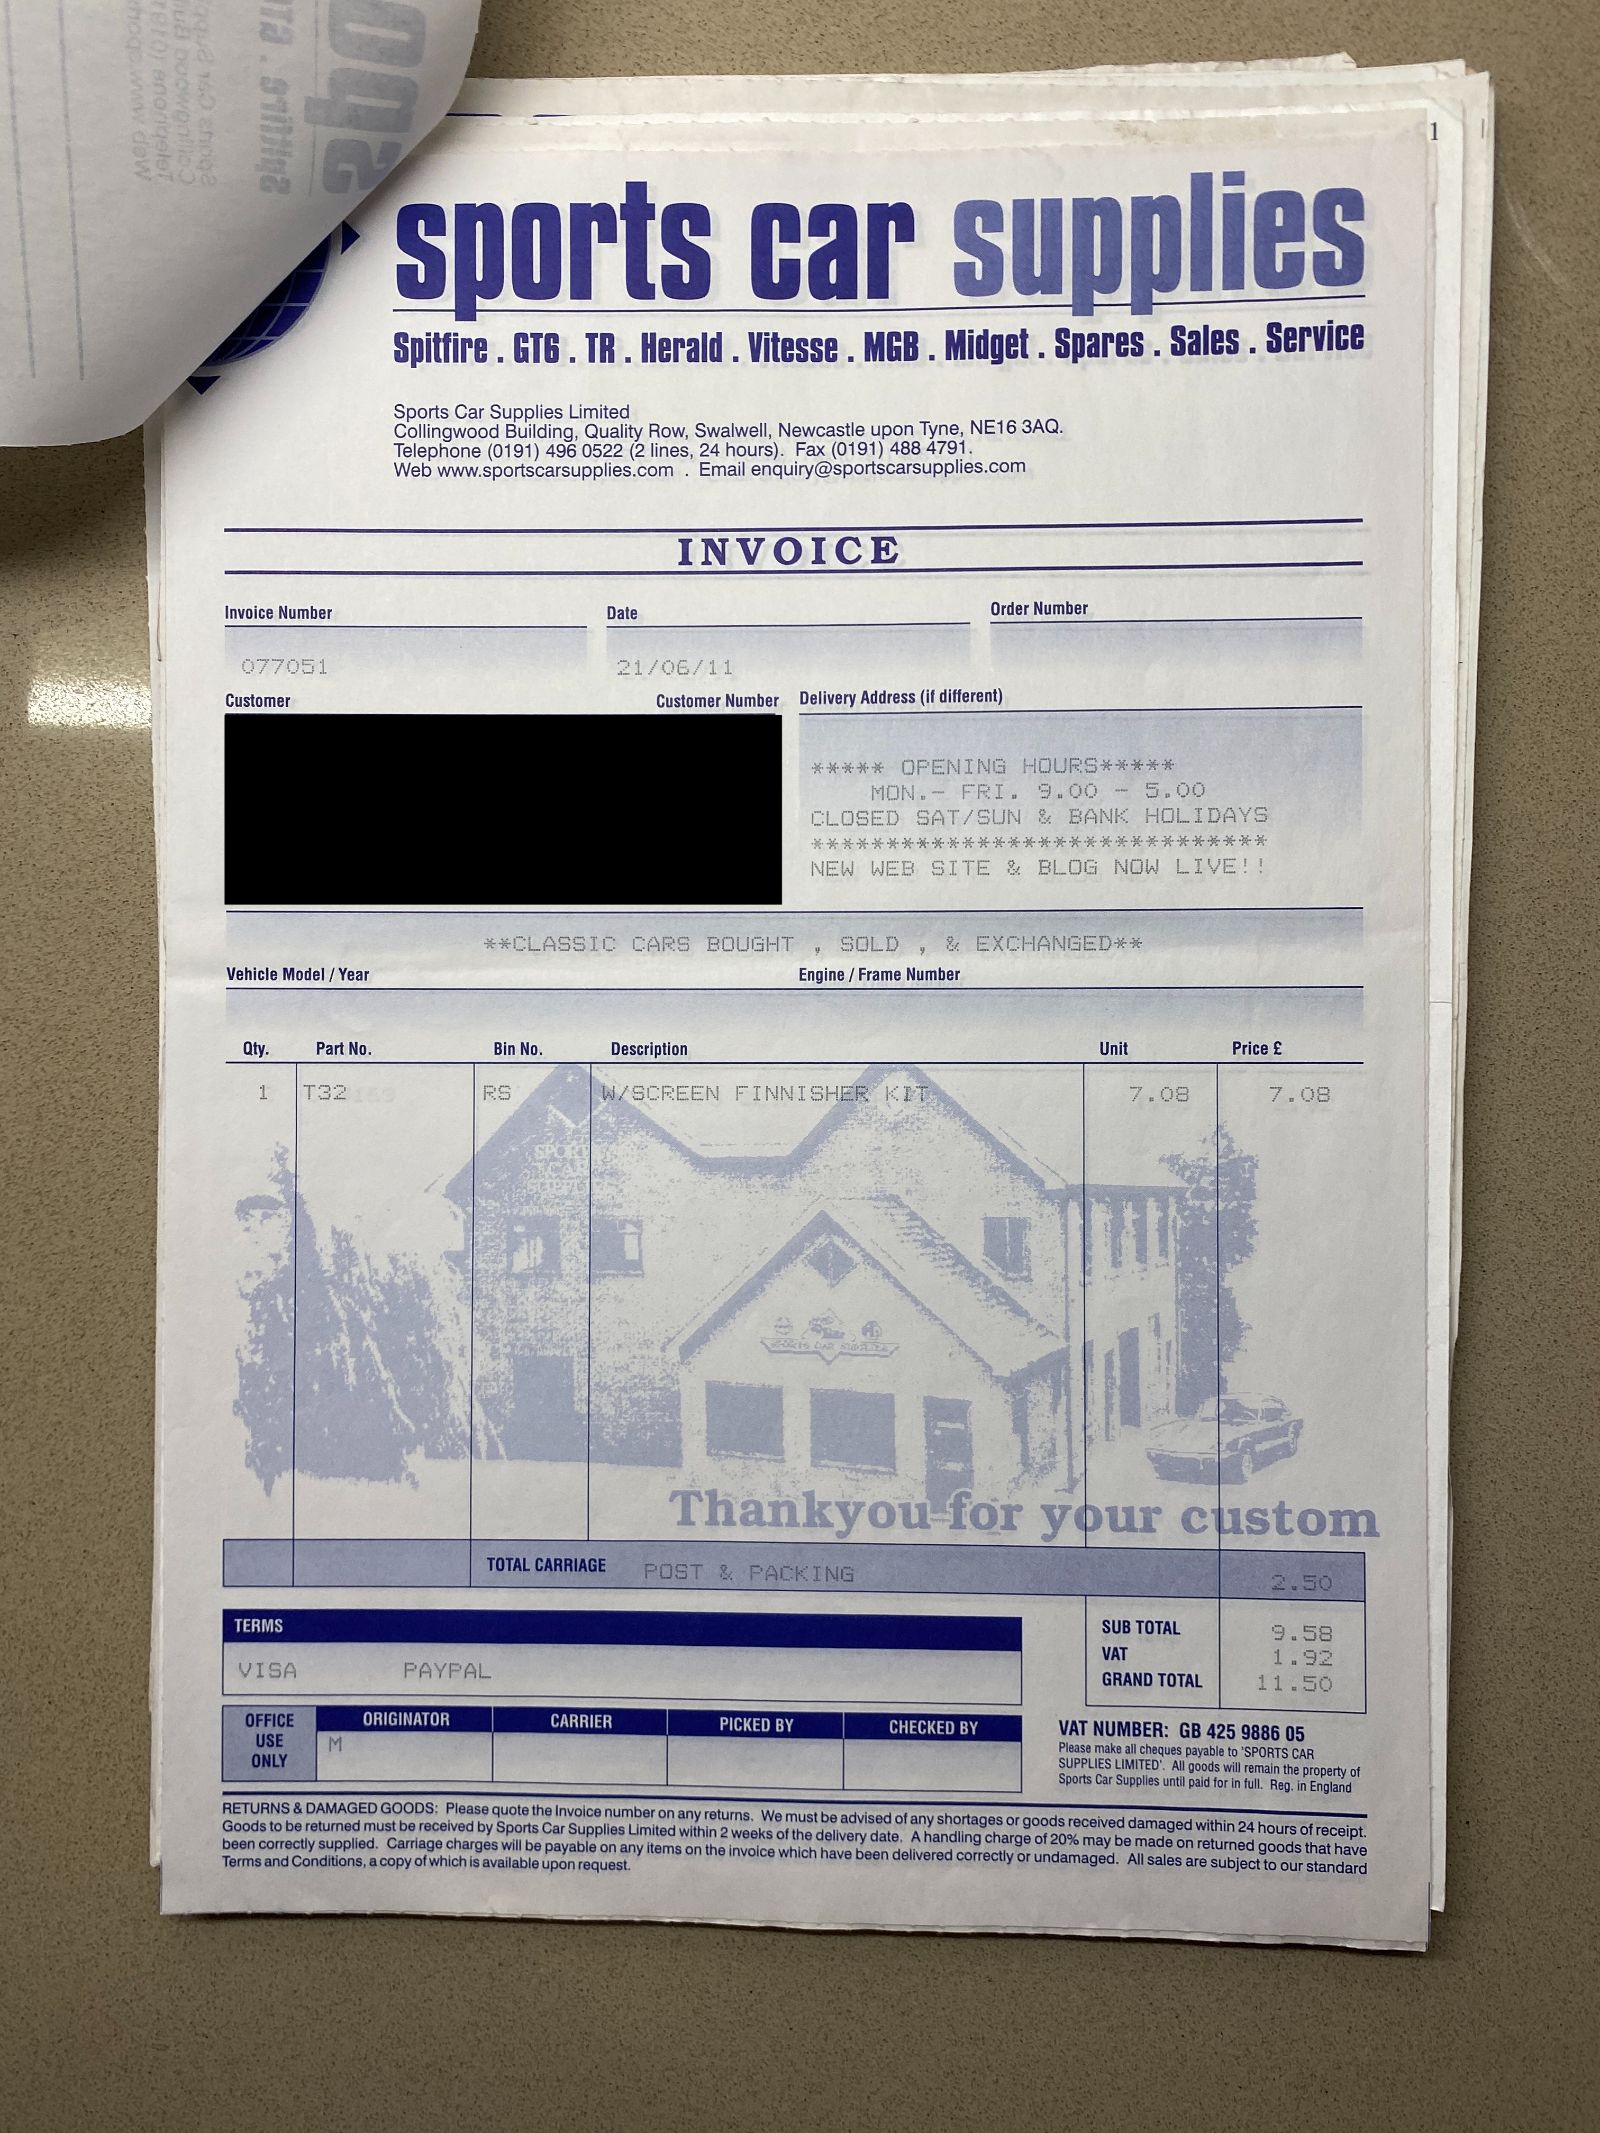 sports car supplies
Spitfire . GT6 . TR . Herald . Vitesse . MGB . Midget . Spares . Sales . Service
Sports Car Supplies Limited
Collingwood Building, Quality Row, Swalwell, Newcastle upon Tyne, NE16 3AQ.
Telephone (0191) 496 0522 (2 lines, 24 hours). Fax (0191) 488 4791.
Web www.sportscarsupplies.com . Email enquiry@sportscarsupplies.com
INVOICE
Invoice Number Date Order Number
077051 21/06/11
Customer Customer Number Delivery Address (if different)
***** OPENING HOURS*****
MON.- FRI. 9.00 - 5.00
CLOSED SAT/SUN & BANK HOLIDAYS
******************************
NEW WEB SITE & BLOG NOW LIVE!!
**CLASSIC CARS BOUGHT , SOLD , & EXCHANGED**
Vehicle Model / Year Engine / Frame Number
Qty. Part No. Bin No. Description Unit Price £
1 T32 RS W/SCREEN FINNISHER KIT 7.08 7.08
SPORTS CAR SUPPLIES
Thankyou for your custom
TOTAL CARRIAGE POST & PACKING 2.50
TERMS
VISA PAYPAL
SUB TOTAL 9.58
VAT 1.92
GRAND TOTAL 11.50
OFFICE USE ONLY ORIGINATOR CARRIER PICKED BY CHECKED BY
M
VAT NUMBER: GB 425 9886 05
Please make all cheques payable to 'SPORTS CAR
SUPPLIES LIMITED'. All goods will remain the property of
Sports Car Supplies until paid for in full. Reg. in England
RETURNS & DAMAGED GOODS: Please quote the Invoice number on any returns. We must be advised of any shortages or goods received damaged within 24 hours of receipt.
Goods to be returned must be received by Sports Car Supplies Limited within 2 weeks of the delivery date. A handling charge of 20% may be made on returned goods that have
been correctly supplied. Carriage charges will be payable on any items on the invoice which have been delivered correctly or undamaged. All sales are subject to our standard
Terms and Conditions, a copy of which is available upon request.
1